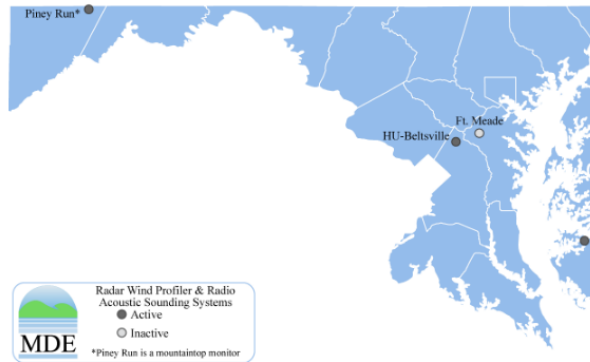 Piney Run*
Ft. Meade
HU-Beltsville
Radar Wind Profiler & Radio
Acoustic Sounding Systems
Active
Inactive
MDE
*Piney Run is a mountaintop monitor